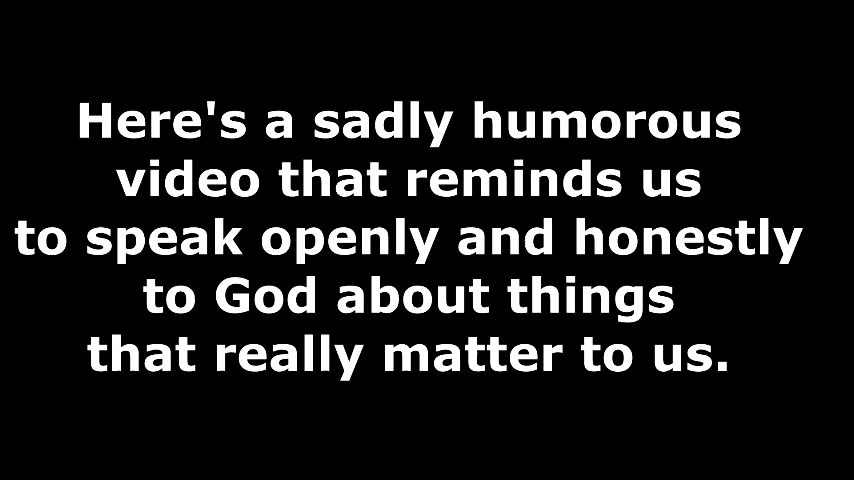 Here's a sadly humorous
video that reminds us
to speak openly and honestly
to God about things
that really matter to us.